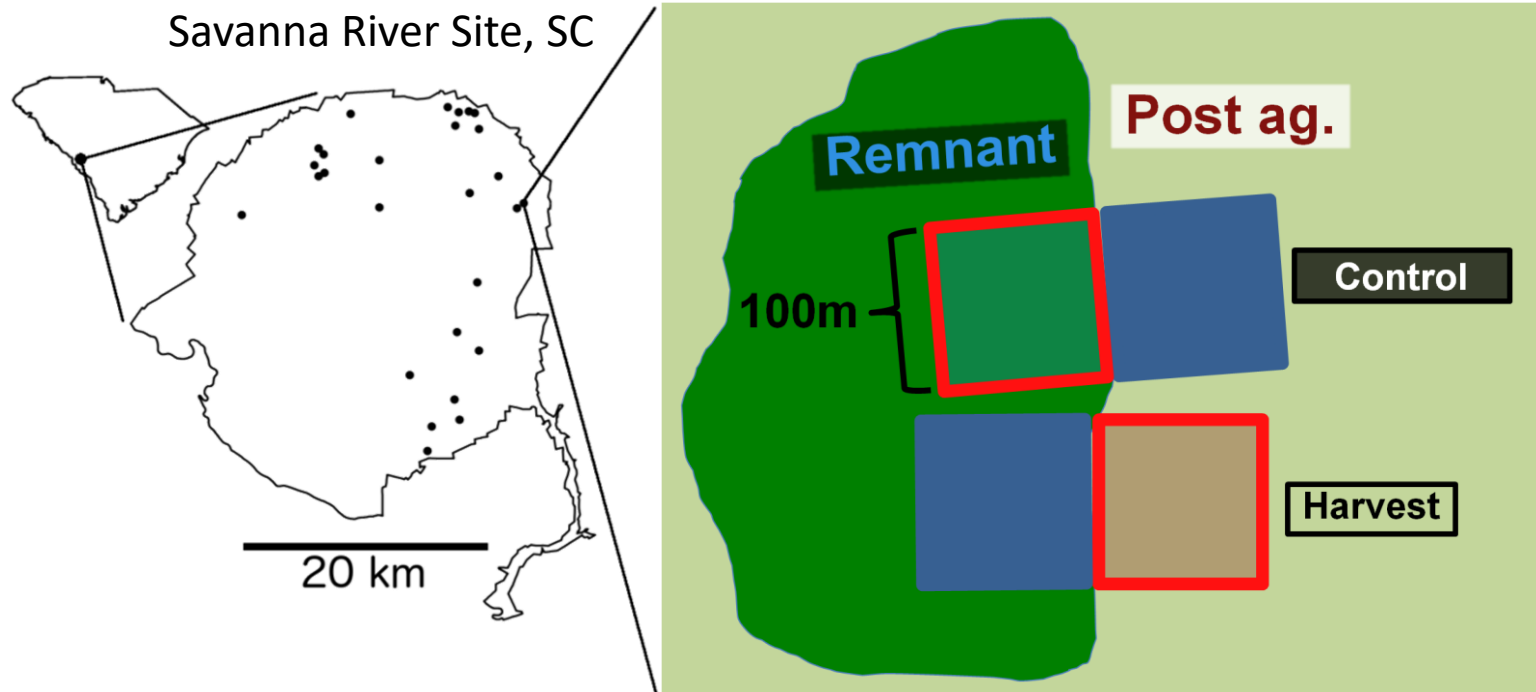 Savanna River Site, SC
20 km
Remnant
Post ag.
100m
Control
Harvest